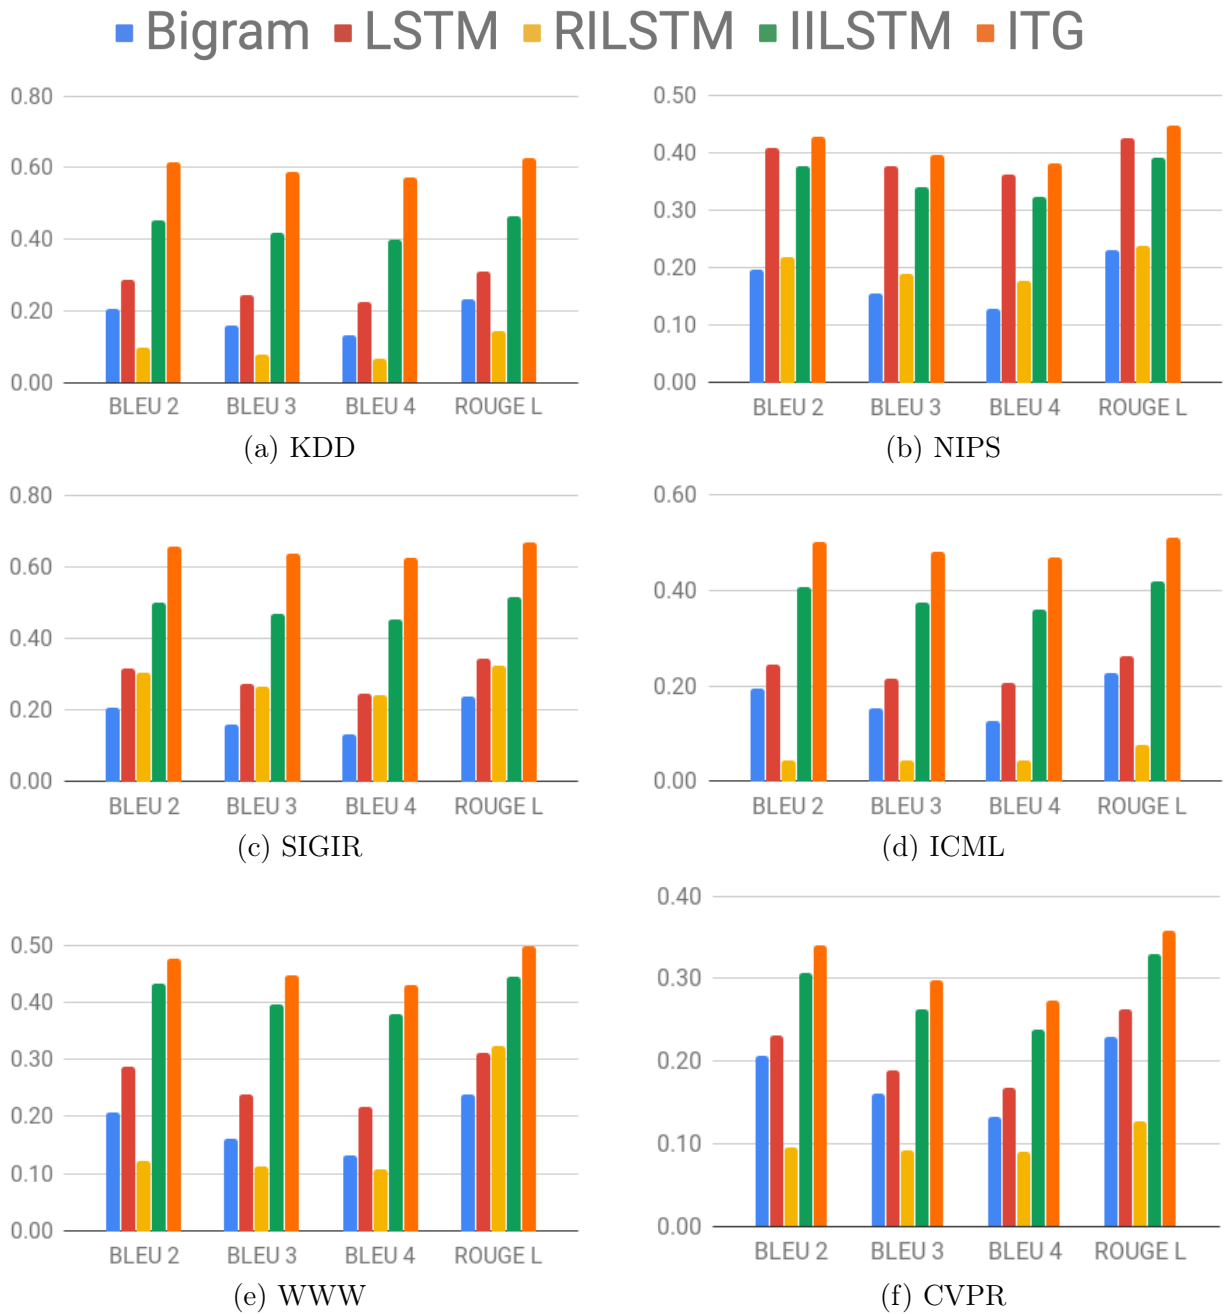 Bigram LSTM RILSTM IILSTM ITG
0.80
0.60
0.40
0.20
0.00
BLEU 2 BLEU 3 BLEU 4 ROUGE L
(a) KDD
0.50
0.40
0.30
0.20
0.10
0.00
BLEU 2 BLEU 3 BLEU 4 ROUGE L
(b) NIPS
0.80
0.60
0.40
0.20
0.00
BLEU 2 BLEU 3 BLEU 4 ROUGE L
(c) SIGIR
0.60
0.40
0.20
0.00
BLEU 2 BLEU 3 BLEU 4 ROUGE L
(d) ICML
0.50
0.40
0.30
0.20
0.10
0.00
BLEU 2 BLEU 3 BLEU 4 ROUGE L
(e) WWW
0.40
0.30
0.20
0.10
0.00
BLEU 2 BLEU 3 BLEU 4 ROUGE L
(f) CVPR